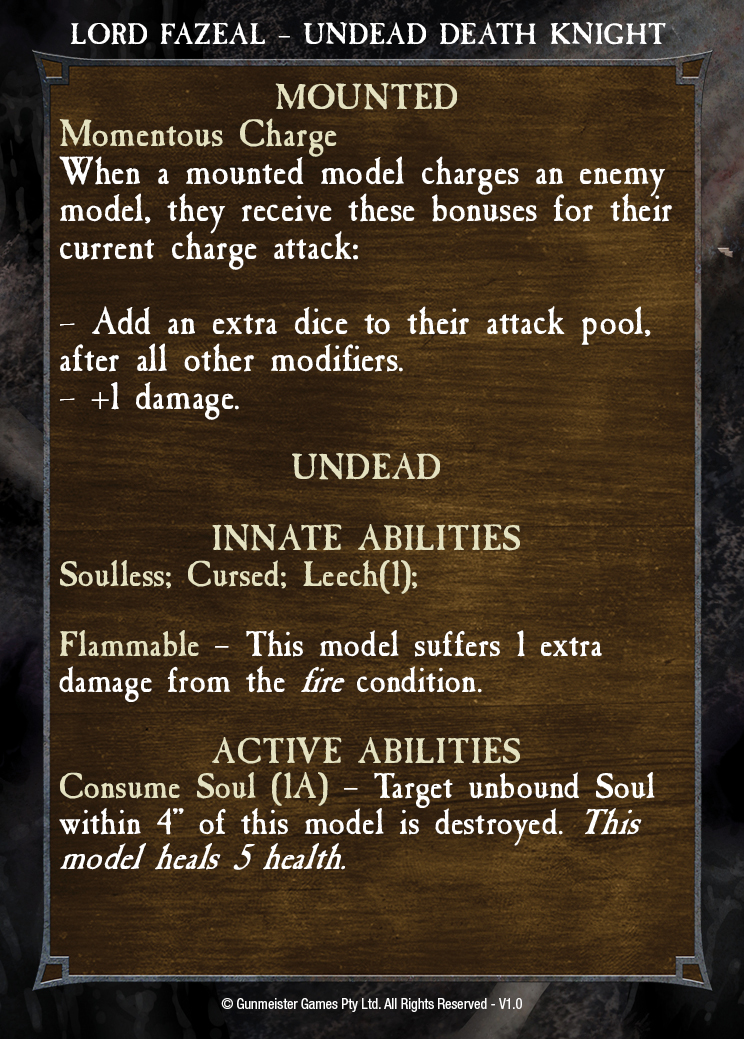 LORD FAZEAL – UNDEAD DEATH KNIGHT
MOUNTED
Momentous Charge
When a mounted model charges an enemy
model, they receive these bonuses for their
current charge attack:
– Add an extra dice to their attack pool,
after all other modifiers.
– +1 damage.
UNDEAD
INNATE ABILITIES
Soulless; Cursed; Leech(1);
Flammable – This model suffers 1 extra
damage from the fire condition.
ACTIVE ABILITIES
Consume Soul (1A) – Target unbound Soul
within 4” of this model is destroyed. This
model heals 5 health.
© Gunmeister Games Pty Ltd. All Rights Reserved - V1.0